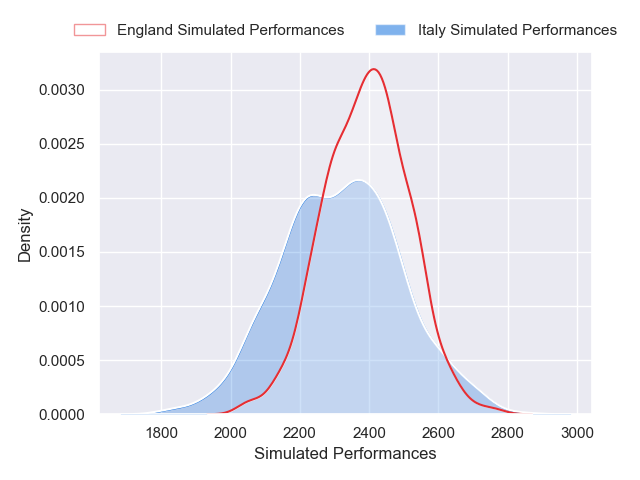 England Simulated Performances Italy Simulated Performances
0.0030
0.0025
0.0020
0.0015
0.0010
0.0005
0.0000
Density
1800 2000 2200 2400 2600 2800 3000
Simulated Performances